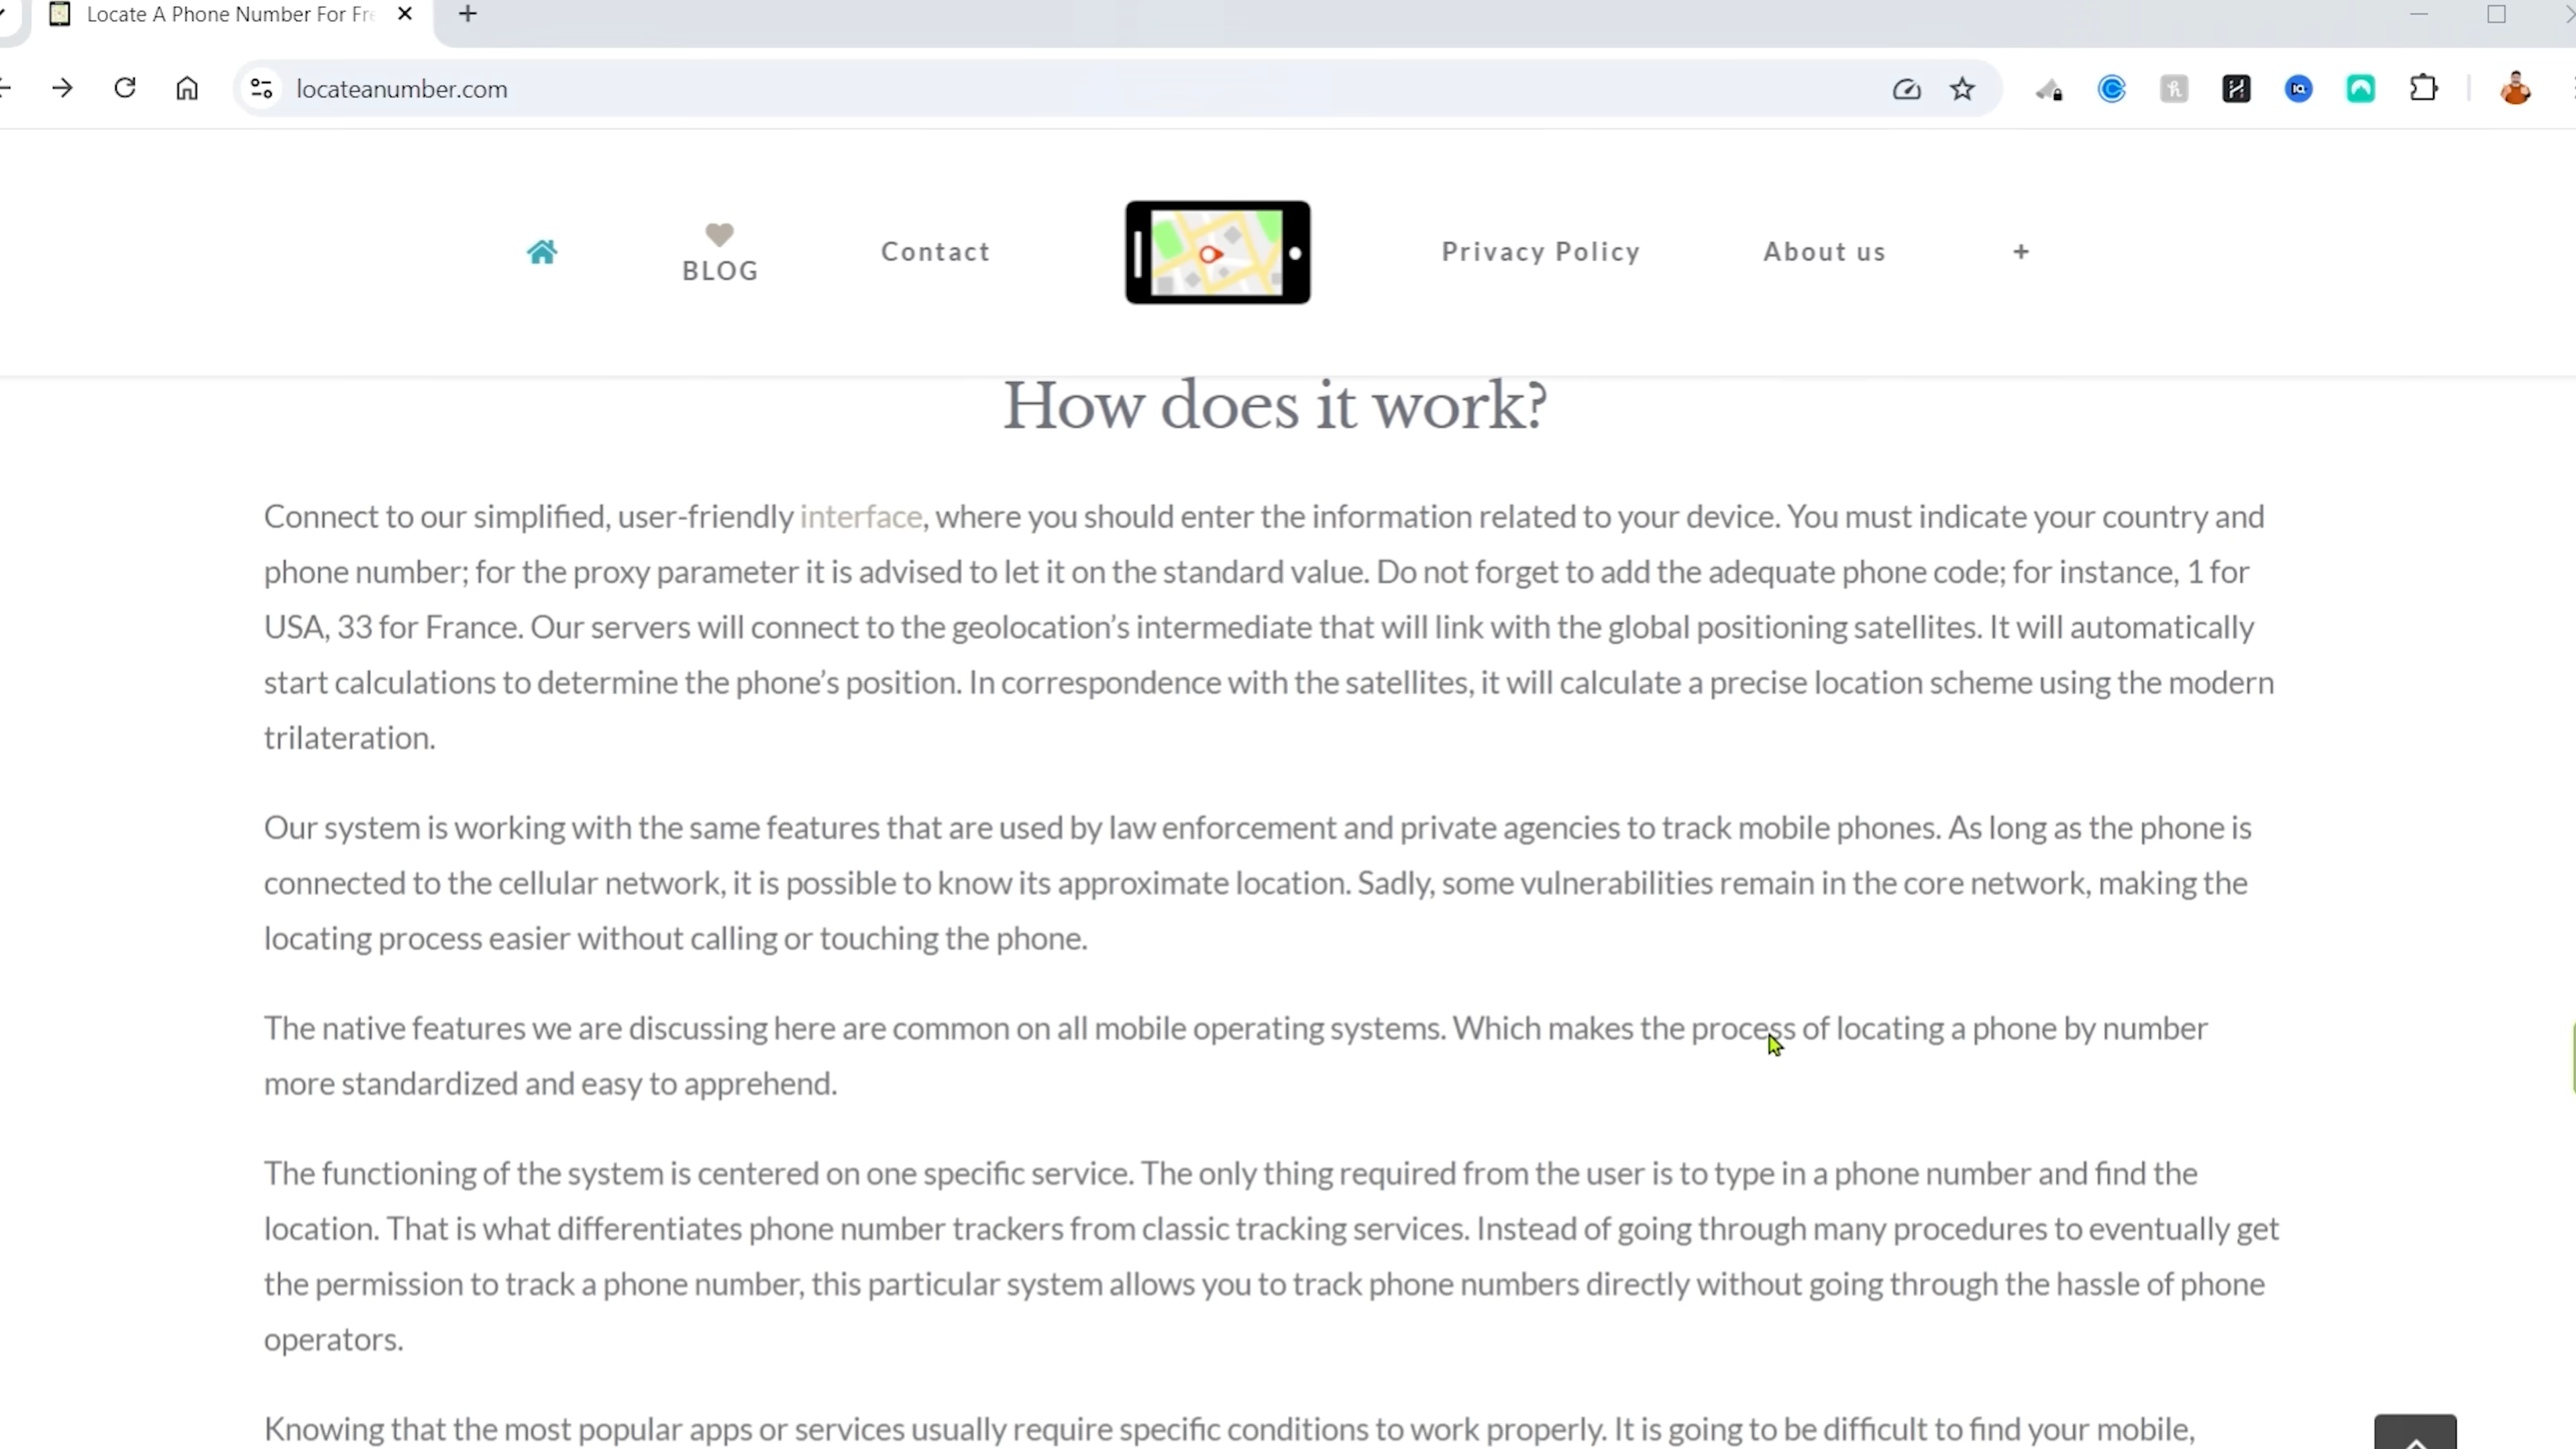 Locate A Phone Number For Fre
locateanumber.com
BLOG
Contact
Privacy Policy
About us
+
How does it work?
Connect to our simplified, user-friendly interface, where you should enter the information related to your device. You must indicate your country and
phone number; for the proxy parameter it is advised to let it on the standard value. Do not forget to add the adequate phone code; for instance, 1 for
USA, 33 for France. Our servers will connect to the geolocation’s intermediate that will link with the global positioning satellites. It will automatically
start calculations to determine the phone’s position. In correspondence with the satellites, it will calculate a precise location scheme using the modern
trilateration.
Our system is working with the same features that are used by law enforcement and private agencies to track mobile phones. As long as the phone is
connected to the cellular network, it is possible to know its approximate location. Sadly, some vulnerabilities remain in the core network, making the
locating process easier without calling or touching the phone.
The native features we are discussing here are common on all mobile operating systems. Which makes the process of locating a phone by number
more standardized and easy to apprehend.
The functioning of the system is centered on one specific service. The only thing required from the user is to type in a phone number and find the
location. That is what differentiates phone number trackers from classic tracking services. Instead of going through many procedures to eventually get
the permission to track a phone number, this particular system allows you to track phone numbers directly without going through the hassle of phone
operators.
Knowing that the most popular apps or services usually require specific conditions to work properly. It is going to be difficult to find your mobile,